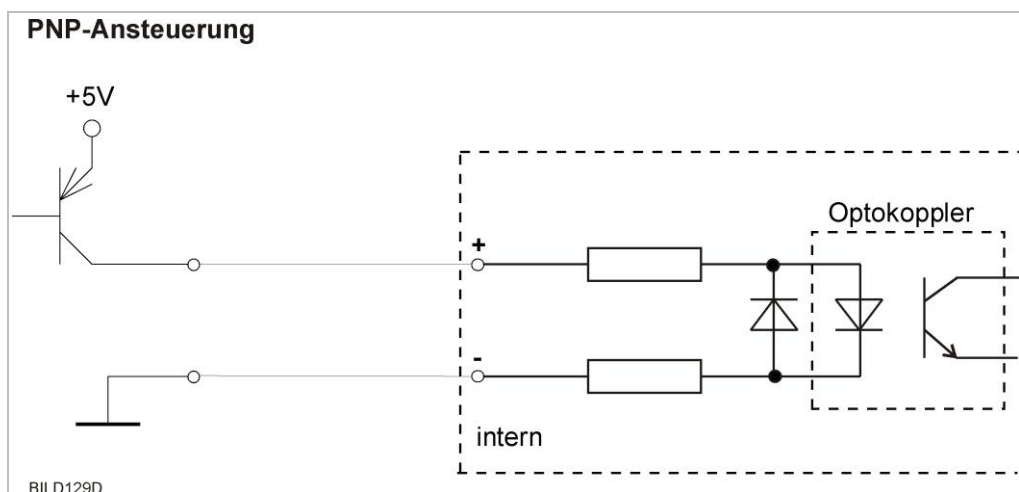 PNP-Ansteuerung
+5V
Optokoppler
+
-
intern
BILD129D